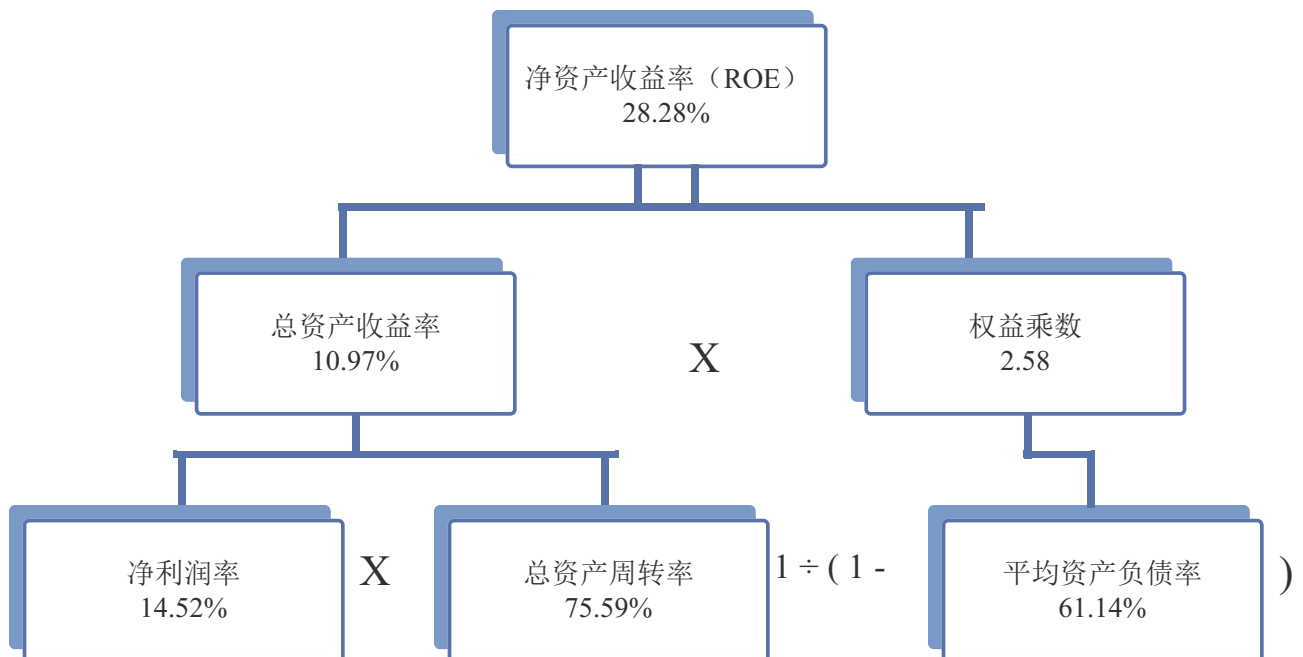 净资产收益率（ROE）
28.28%
总资产收益率
10.97%
X
权益乘数
2.58
净利润率
14.52%
X
总资产周转率
75.59%
1 ÷ ( 1 -
平均资产负债率
61.14%
)